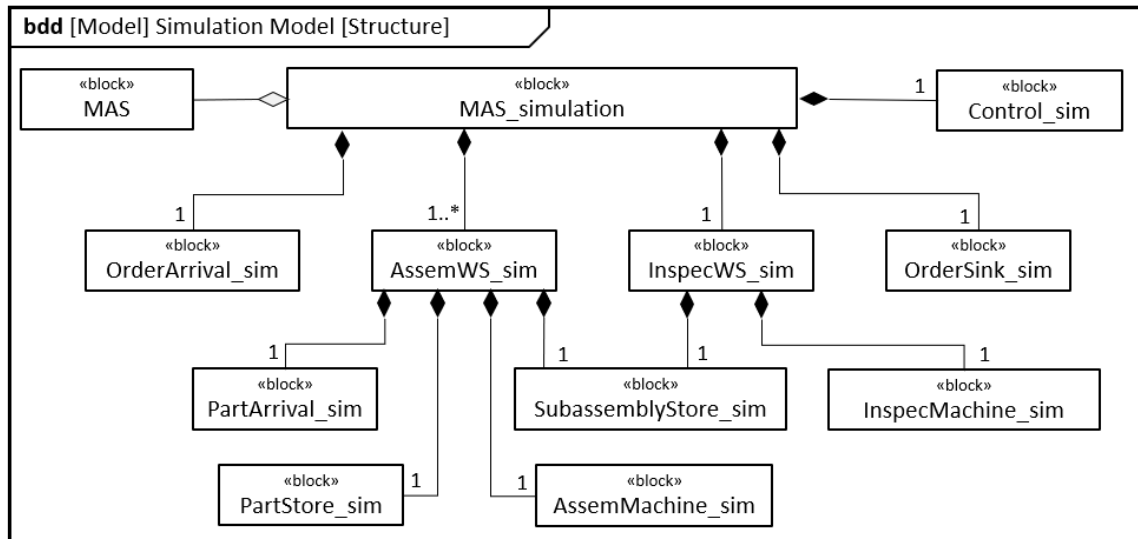 bdd [Model] Simulation Model [Structure]
«block»
MAS
«block»
MAS_simulation
1
«block»
Control_sim
1
«block»
OrderArrival_sim
1..*
«block»
AssemWS_sim
1
«block»
InspecWS_sim
1
«block»
OrderSink_sim
1
«block»
PartArrival_sim
1
1
«block»
SubassemblyStore_sim
1
«block»
InspecMachine_sim
«block»
PartStore_sim
1
1
«block»
AssemMachine_sim